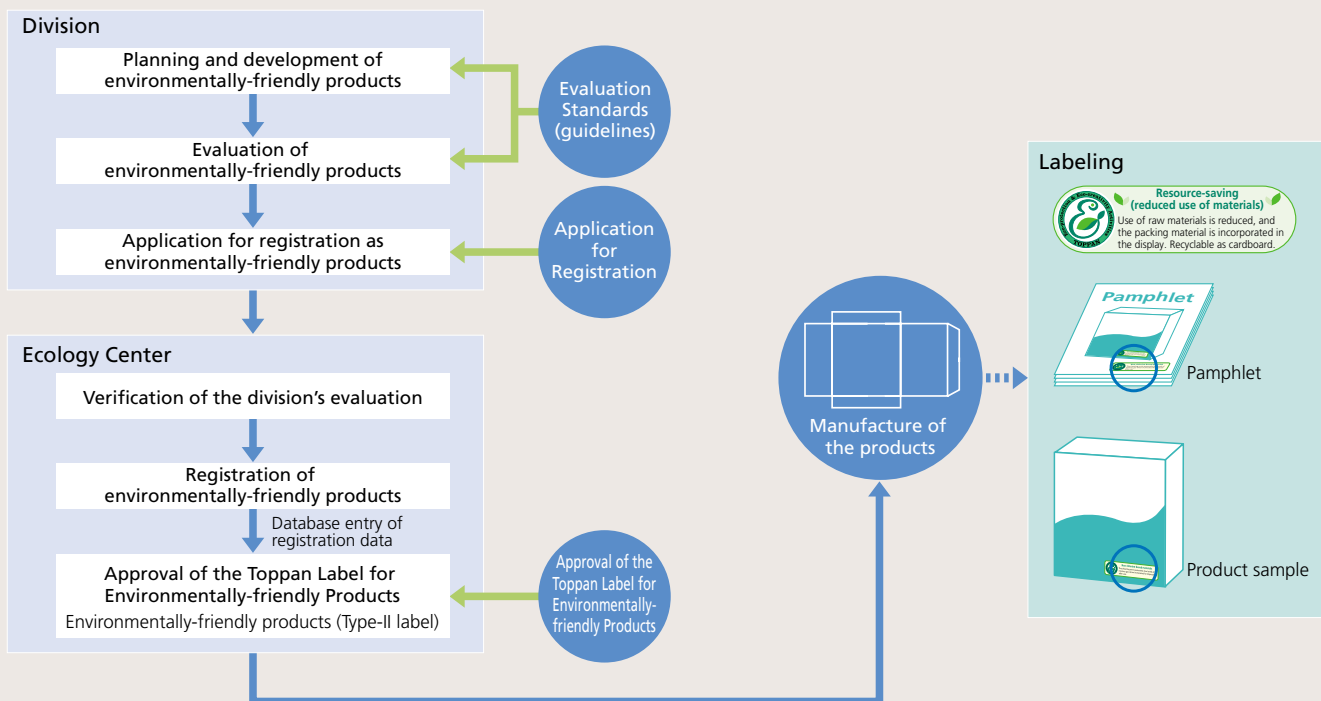 Division
Planning and development of
environmentally-friendly products
Evaluation of
environmentally-friendly products
Application for registration as
environmentally-friendly products
Evaluation
Standards
(guidelines)
Application
for
Registration
Ecology Center
Verification of the division's evaluation
Registration of
environmentally-friendly products
Database entry of
registration data
Approval of the Toppan Label for
Environmentally-friendly Products
Environmentally-friendly products (Type-II label)
Approval of the
Toppan Label for
Environmentally-
friendly Products
Manufacture of
the products
Labeling
TOPPAN
Resource-saving
(reduced use of materials)
Use of raw materials is reduced, and
the packing material is incorporated in
the display. Recyclable as cardboard.
Pamphlet
Pamphlet
Product sample